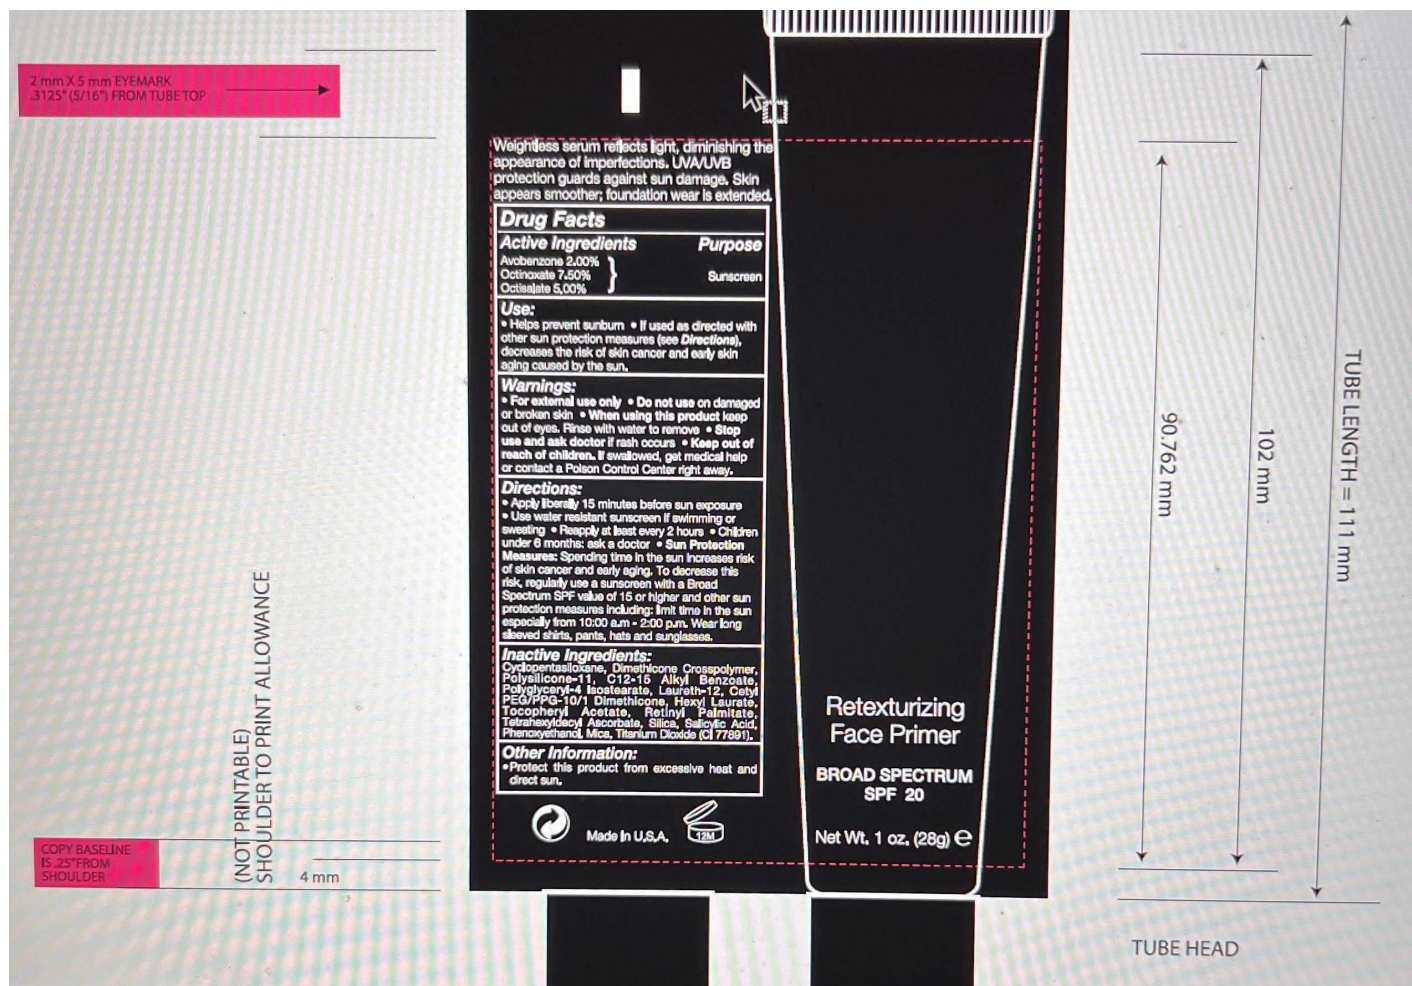 2 mm X 5 mm EYEMARK
.3125" (5/16") FROM TUBE TOP
Weightless serum reflects light, diminishing the
appearance of imperfections. UVA/UVB
protection guards against sun damage. Skin
appears smoother; foundation wear is extended.
Drug Facts
Active Ingredients Purpose
Avobenzone 2.00%
Octinoxate 7.50% } Sunscreen
Octisalate 5.00%
Use:
• Helps prevent sunburn • If used as directed with
other sun protection measures (see Directions),
decreases the risk of skin cancer and early skin
aging caused by the sun.
Warnings:
• For external use only • Do not use on damaged
or broken skin • When using this product keep
out of eyes. Rinse with water to remove • Stop
use and ask doctor if rash occurs • Keep out of
reach of children. If swallowed, get medical help
or contact a Poison Control Center right away.
Directions:
• Apply liberally 15 minutes before sun exposure
• Use water resistant sunscreen if swimming or
sweating • Reapply at least every 2 hours • Children
under 6 months: ask a doctor • Sun Protection
Measures: Spending time in the sun increases risk
of skin cancer and early aging. To decrease this
risk, regularly use a sunscreen with a Broad
Spectrum SPF value of 15 or higher and other sun
protection measures including: limit time in the sun
especially from 10:00 a.m - 2:00 p.m. Wear long
sleeved shirts, pants, hats and sunglasses.
Inactive Ingredients:
Cyclopentasiloxane, Dimethicone Crosspolymer,
Polysilicone-11, C12-15 Alkyl Benzoate,
Polyglyceryl-4 Isostearate, Laureth-12, Cetyl
PEG/PPG-10/1 Dimethicone, Hexyl Laurate,
Tocopheryl Acetate, Retinyl Palmitate,
Tetrahexyldecyl Ascorbate, Silica, Salicylic Acid,
Phenoxyethanol, Mica, Titanium Dioxide (CI 77891).
Other Information:
• Protect this product from excessive heat and
direct sun.
Made in U.S.A.
12M
Retexturizing
Face Primer
BROAD SPECTRUM
SPF 20
Net Wt. 1 oz. (28g) e
90.762 mm
102 mm
TUBE LENGTH = 111 mm
(NOT PRINTABLE)
SHOULDER TO PRINT ALLOWANCE
COPY BASELINE
IS .25" FROM
SHOULDER
4 mm
TUBE HEAD